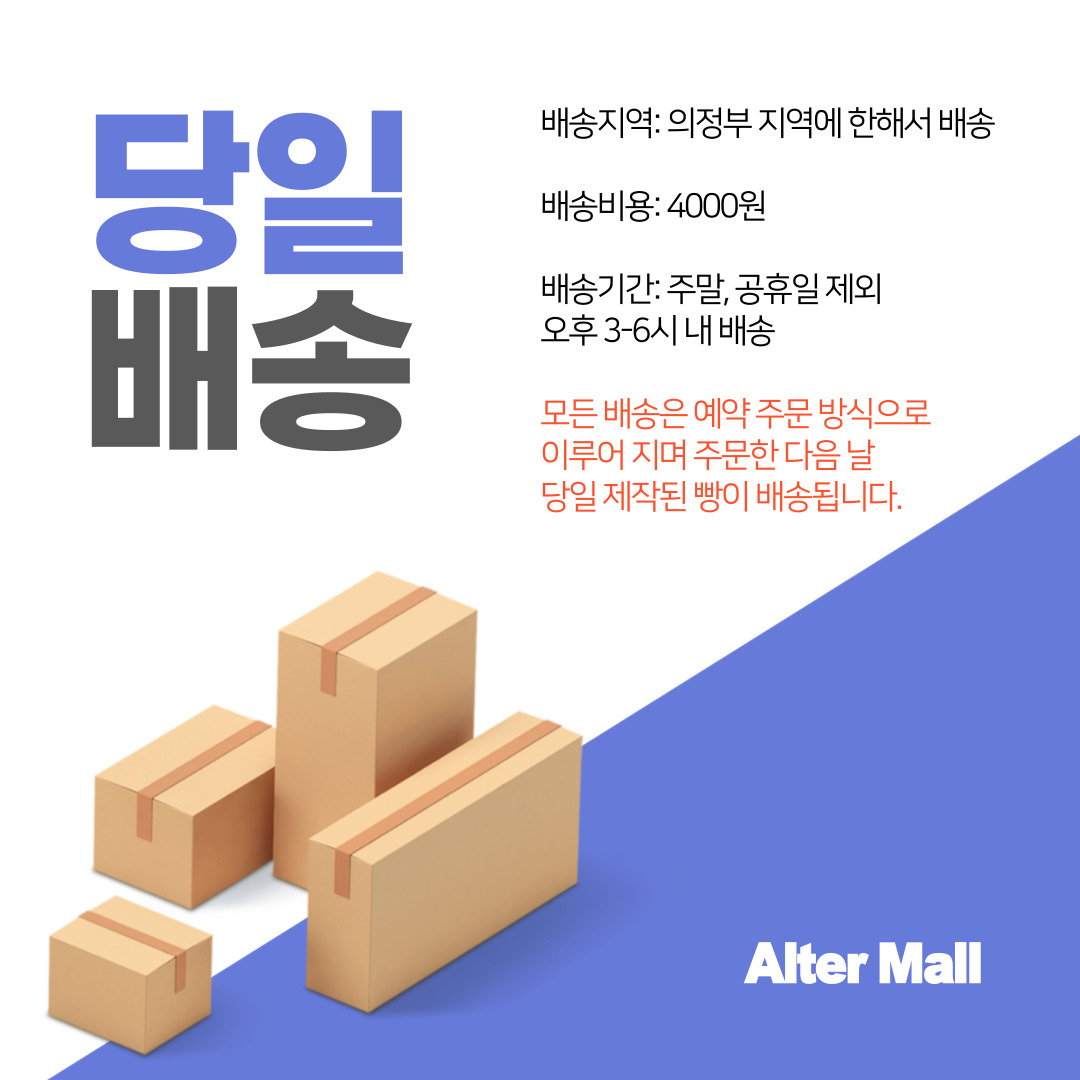 당일
배송
배송지역: 의정부 지역에 한해서 배송
배송비용: 4000원
배송기간: 주말, 공휴일 제외
오후 3-6시 내 배송
모든 배송은 예약 주문 방식으로
이루어 지며 주문한 다음 날
당일 제작된 빵이 배송됩니다.
Alter Mall